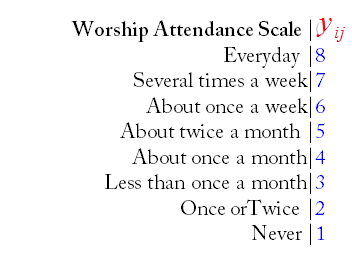 Worship Attendance Scale | y ij
Everyday | 8
Several times a week| 7
About once a week| 6
About twice a month | 5
About once a month| 4
Less than once a month| 3
Once orTwice | 2
Never | 1